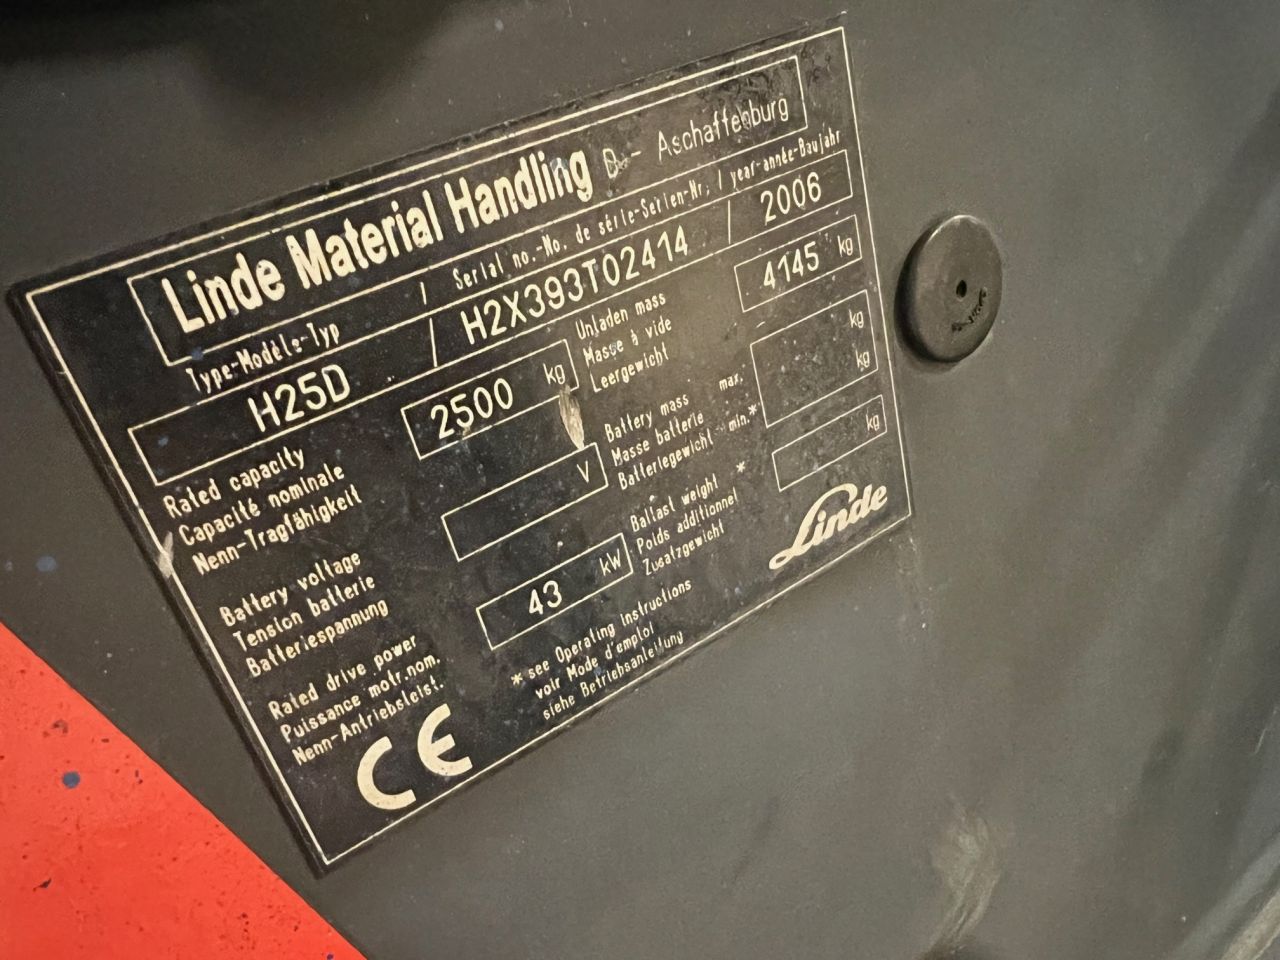 Linde Material Handling D - Aschaffenburg
Type-Modèle-Typ / Serial no.-No. de série-Serien-Nr. / year-année-Baujahr
H25D / H2X393T02414 / 2006
Rated capacity
Capacité nominale
Nenn-Tragfähigkeit
2500 kg
Unladen mass
Masse à vide
Leergewicht
4145 kg
Battery voltage
Tension batterie
Batteriespannung
V
Battery mass max.
Masse batterie
Batteriegewicht min.*
kg
kg
Rated drive power
Puissance motr.nom.
Nenn-Antriebsleist.
43 kW
Ballast weight *
Poids additionnel
Zusatzgewicht
kg
CE
* see Operating Instructions
voir Mode d'emploi
siehe Betriebsanleitung
Linde